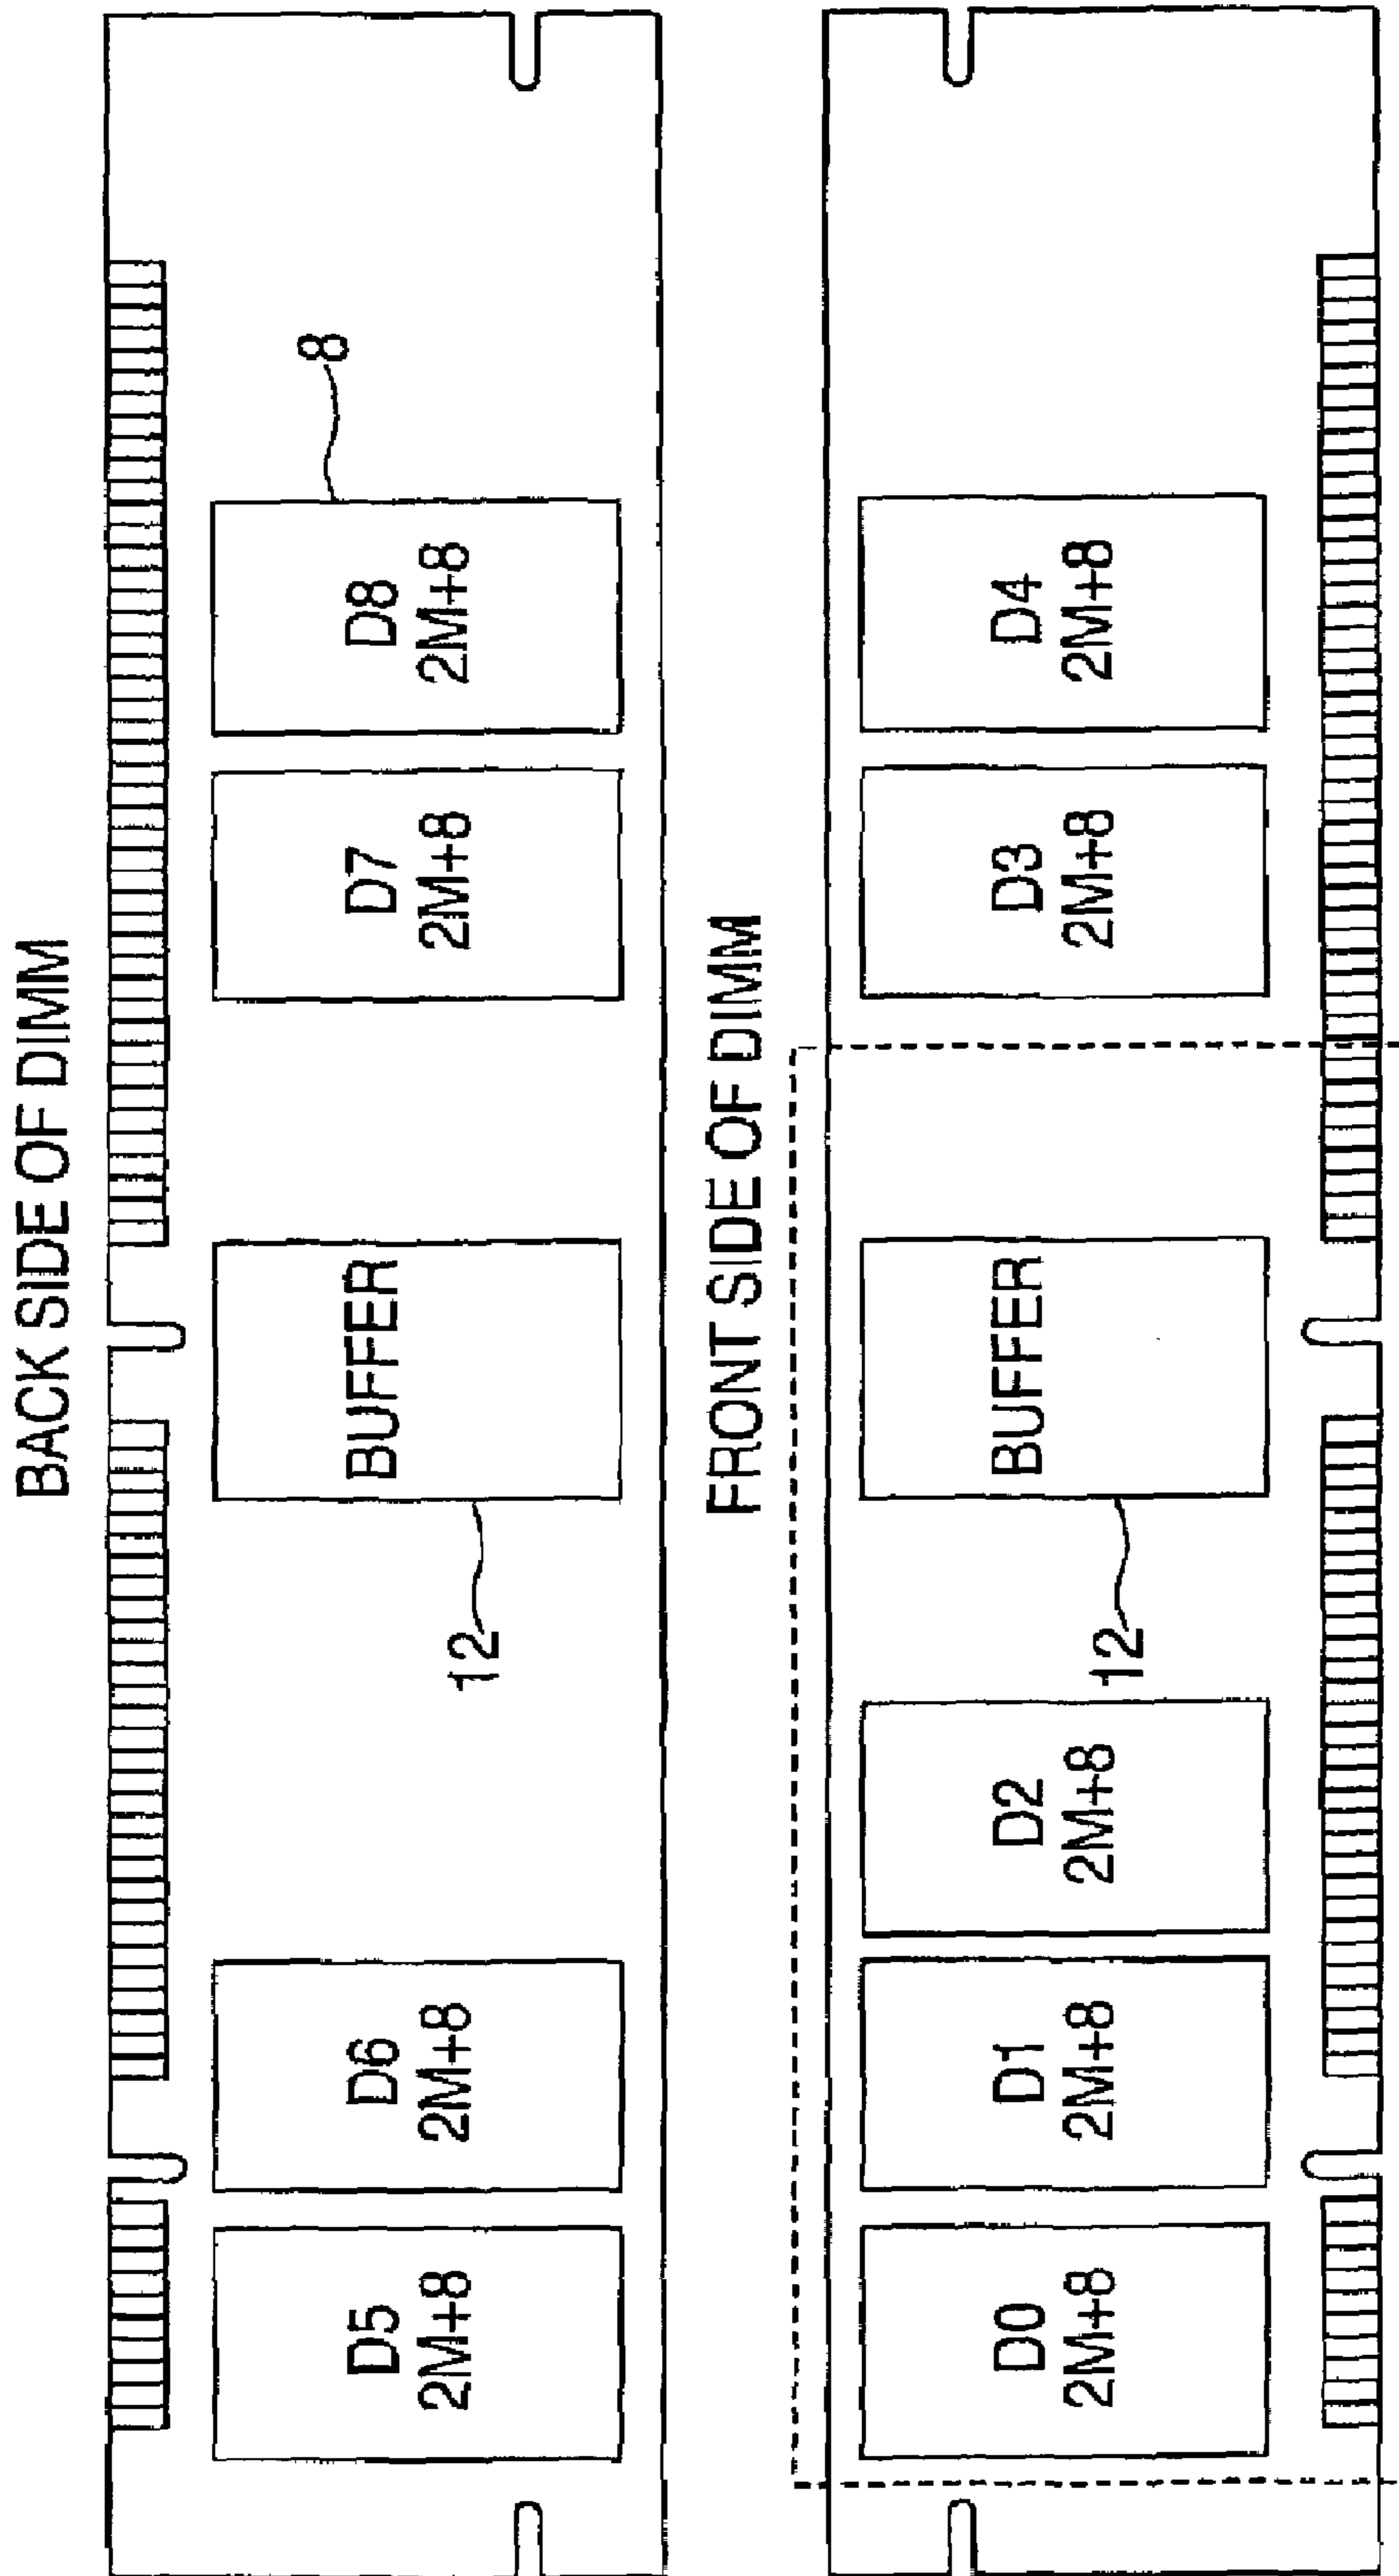 BACK SIDE OF DIMM
D5
2M+8
D6
2M+8
BUFFER
12
D7
2M+8
D8
2M+8
8
FRONT SIDE OF DIMM
D0
2M+8
D1
2M+8
D2
2M+8
BUFFER
12
D3
2M+8
D4
2M+8